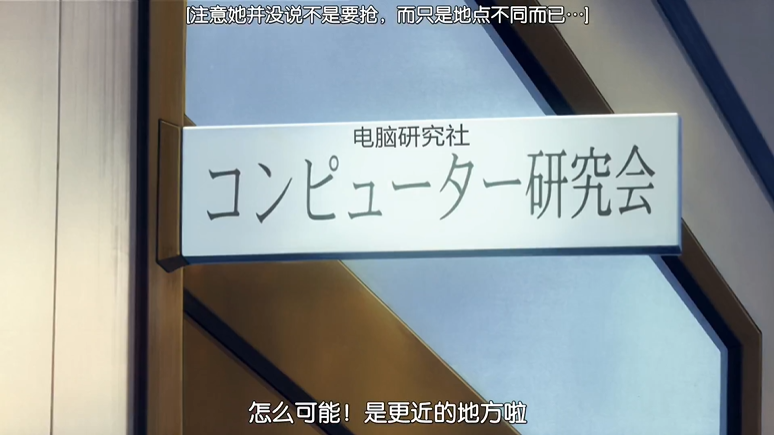 [注意她并没说不是要抢，而只是地点不同而已…]
电脑研究社
コンピューター研究会
怎么可能！是更近的地方啦